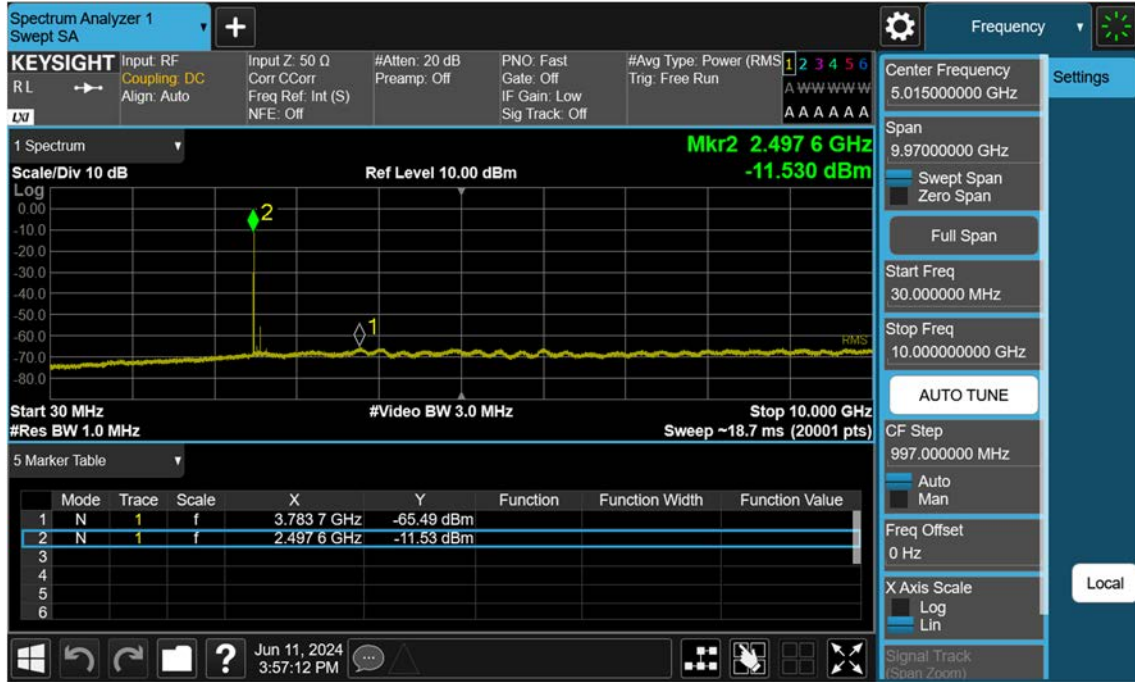 Spectrum Analyzer 1
Swept SA
Frequency
KEYSIGHT
R L
LXI
Input: RF
Coupling: DC
Align: Auto
Input Z: 50 Ω
Corr CCorr
Freq Ref: Int (S)
NFE: Off
#Atten: 20 dB
Preamp: Off
PNO: Fast
Gate: Off
IF Gain: Low
Sig Track: Off
#Avg Type: Power (RMS
Trig: Free Run
1 2 3 4 5 6
A W W W W W
A A A A A A
1 Spectrum
Scale/Div 10 dB
Ref Level 10.00 dBm
Mkr2 2.497 6 GHz
-11.530 dBm
Log
0.00
-10.0
-20.0
-30.0
-40.0
-50.0
-60.0
-70.0
-80.0
2
1
RMS
Start 30 MHz
#Video BW 3.0 MHz
Stop 10.000 GHz
#Res BW 1.0 MHz
Sweep ~18.7 ms (20001 pts)
5 Marker Table
Mode Trace Scale X Y Function Function Width Function Value
1 N 1 f 3.783 7 GHz -65.49 dBm
2 N 1 f 2.497 6 GHz -11.53 dBm
3
4
5
6
Jun 11, 2024
3:57:12 PM
Center Frequency
5.015000000 GHz
Settings
Span
9.97000000 GHz
Swept Span
Zero Span
Full Span
Start Freq
30.000000 MHz
Stop Freq
10.000000000 GHz
AUTO TUNE
CF Step
997.000000 MHz
Auto
Man
Freq Offset
0 Hz
X Axis Scale
Log
Lin
Local
Signal Track
(Span Zoom)